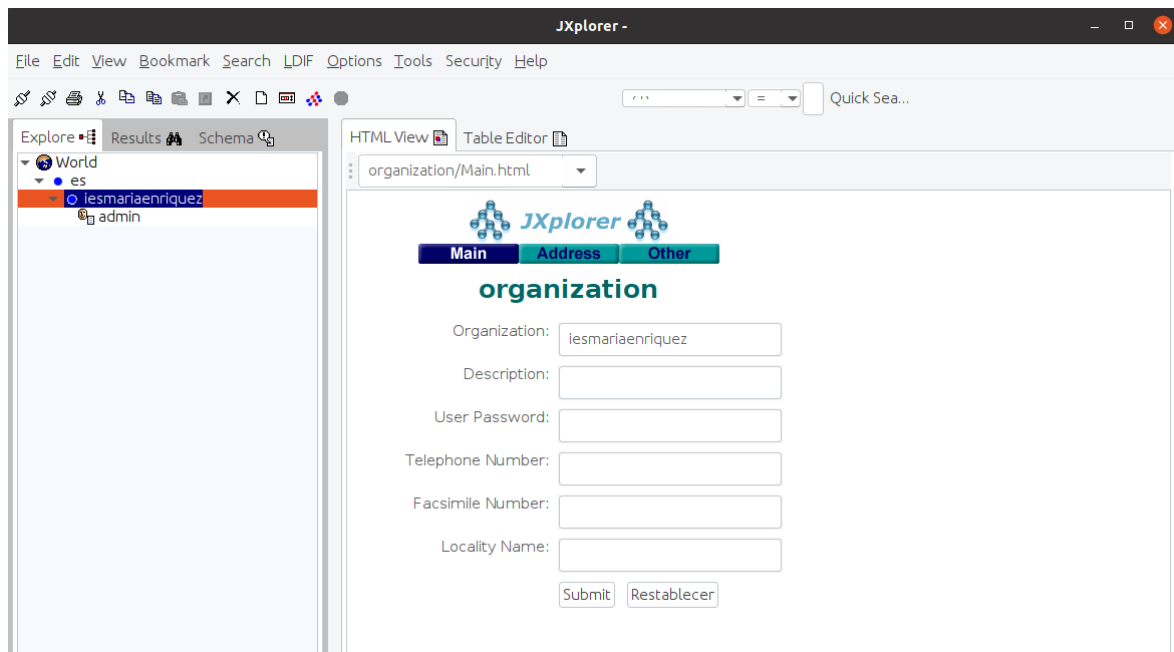 JXplorer -
File Edit View Bookmark Search LDIF Options Tools Security Help
= Quick Sea...
Explore Results Schema
HTML View Table Editor
World
es
iesmariaenriquez
admin
organization/Main.html
JXplorer
Main Address Other
organization
Organization: iesmariaenriquez
Description:
User Password:
Telephone Number:
Facsimile Number:
Locality Name:
Submit Restablecer